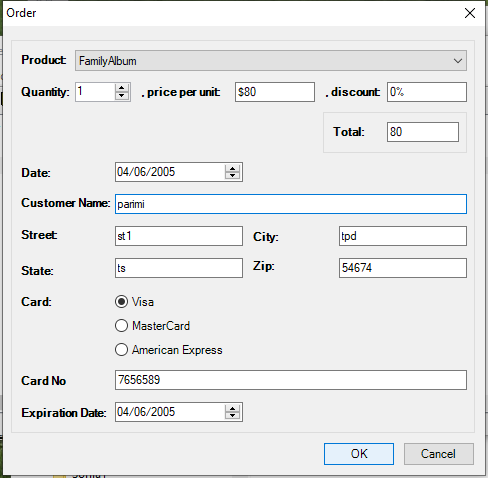 Order
Product: FamilyAlbum
Quantity: 1 , price per unit: $80 , discount: 0%
Total: 80
Date: 04/06/2005
Customer Name: parimi
Street: st1 City: tpd
State: ts Zip: 54674
Card: Visa
MasterCard
American Express
Card No 7656589
Expiration Date: 04/06/2005
OK Cancel